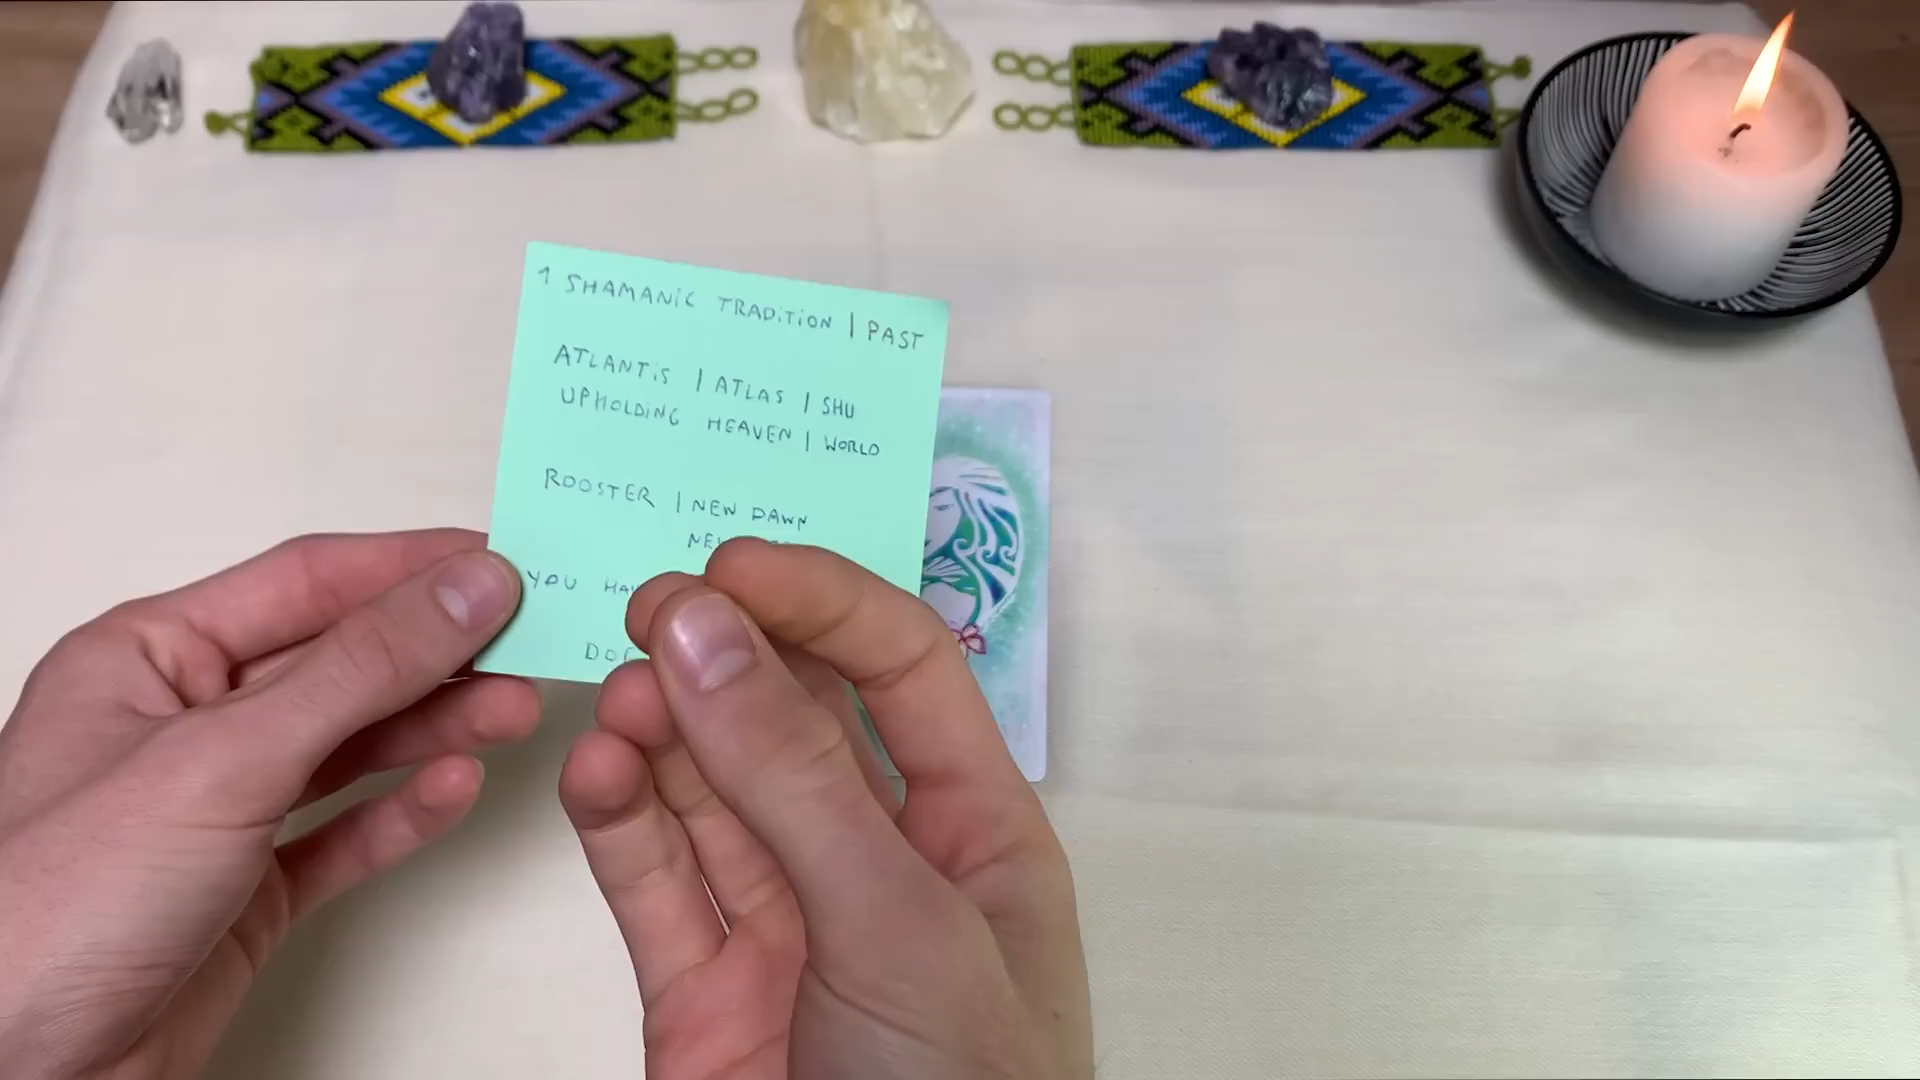 1 SHAMANiC TRADiTiON | PAST
ATLANTiS | ATLAS | SHU
UPHOLDiNG HEAVEN | WORLD
ROOSTER | NEW DAWN
YOU